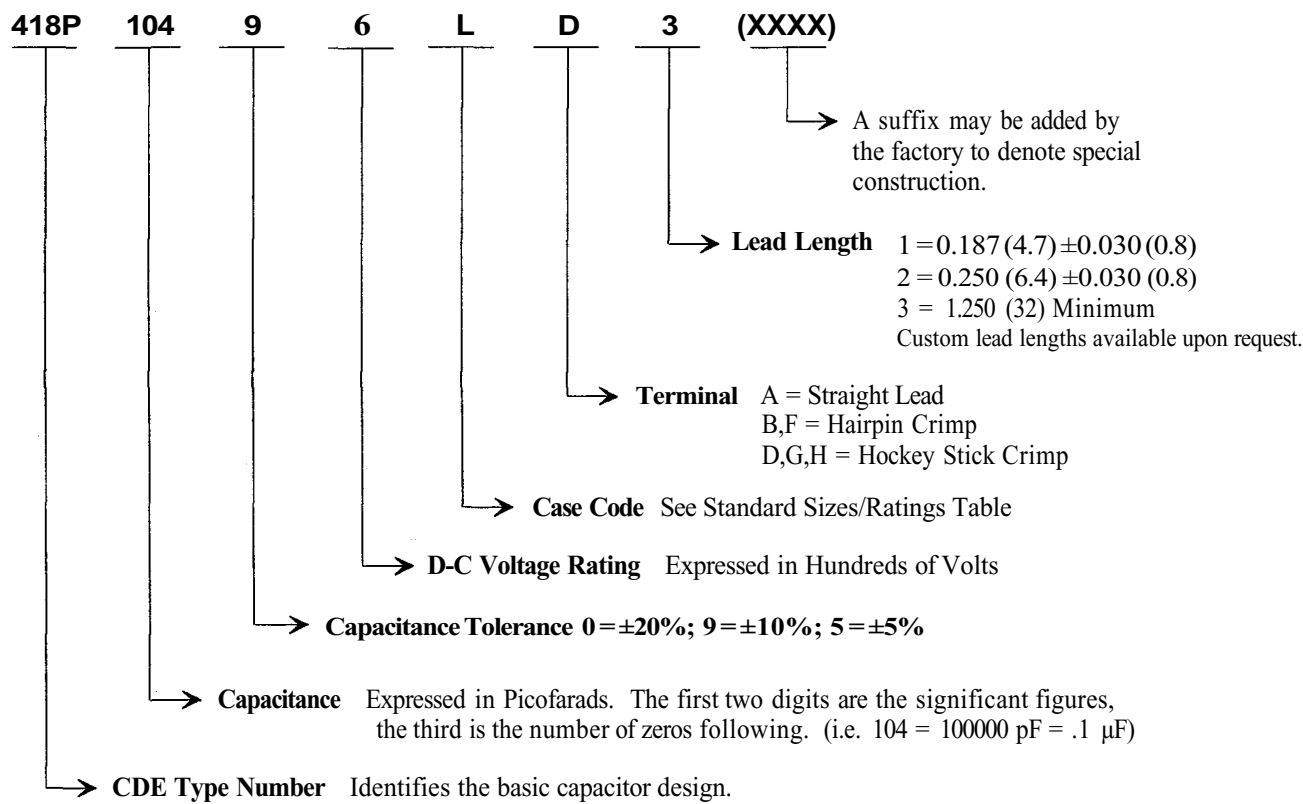 418P 104 9 6 L D 3 (XXXX)
A suffix may be added by
the factory to denote special
construction.
Lead Length 1 = 0.187 (4.7) ±0.030 (0.8)
2 = 0.250 (6.4) ±0.030 (0.8)
3 = 1.250 (32) Minimum
Custom lead lengths available upon request.
Terminal A = Straight Lead
B,F = Hairpin Crimp
D,G,H = Hockey Stick Crimp
Case Code See Standard Sizes/Ratings Table
D-C Voltage Rating Expressed in Hundreds of Volts
Capacitance Tolerance 0=±20%; 9=±10%; 5=±5%
Capacitance Expressed in Picofarads. The first two digits are the significant figures,
the third is the number of zeros following. (i.e. 104 = 100000 pF = .1 µF)
CDE Type Number Identifies the basic capacitor design.